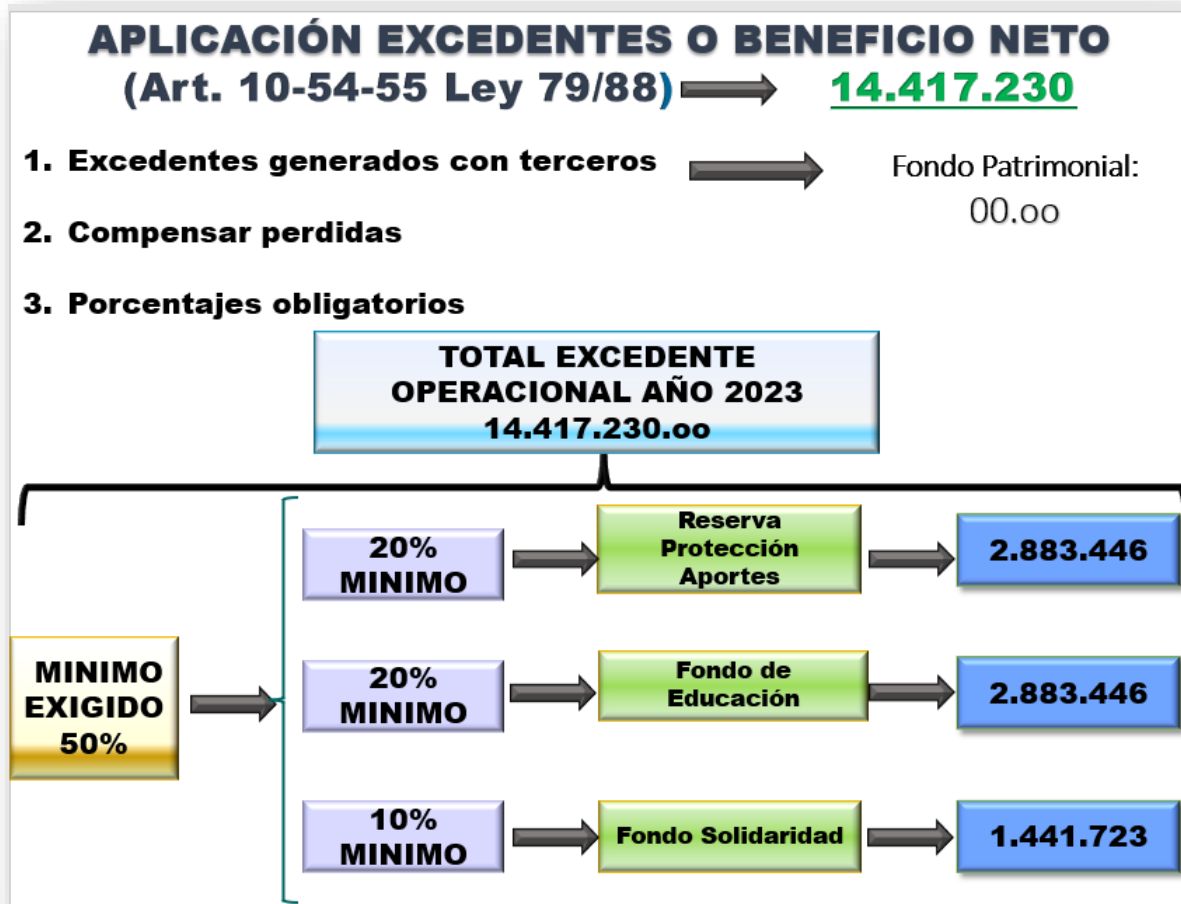 APLICACIÓN EXCEDENTES O BENEFICIO NETO
(Art. 10-54-55 Ley 79/88) 14.417.230
1. Excedentes generados con terceros
Fondo Patrimonial:
00.oo
2. Compensar perdidas
3. Porcentajes obligatorios
TOTAL EXCEDENTE
OPERACIONAL AÑO 2023
14.417.230.oo
MINIMO
EXIGIDO
50%
20%
MINIMO
Reserva
Protección
Aportes
2.883.446
20%
MINIMO
Fondo de
Educación
2.883.446
10%
MINIMO
Fondo Solidaridad
1.441.723